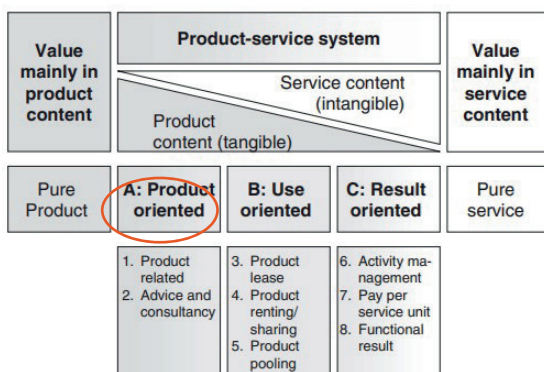 Value
mainly in
product
content
Product-service system
Service content
(intangible)
Product
content (tangible)
Value
mainly in
service
content
Pure
Product
A: Product
oriented
B: Use
oriented
C: Result
oriented
Pure
service
1. Product
related
2. Advice and
consultancy
3. Product
lease
4. Product
renting/
sharing
5. Product
pooling
6. Activity ma-
nagement
7. Pay per
service unit
8. Functional
result